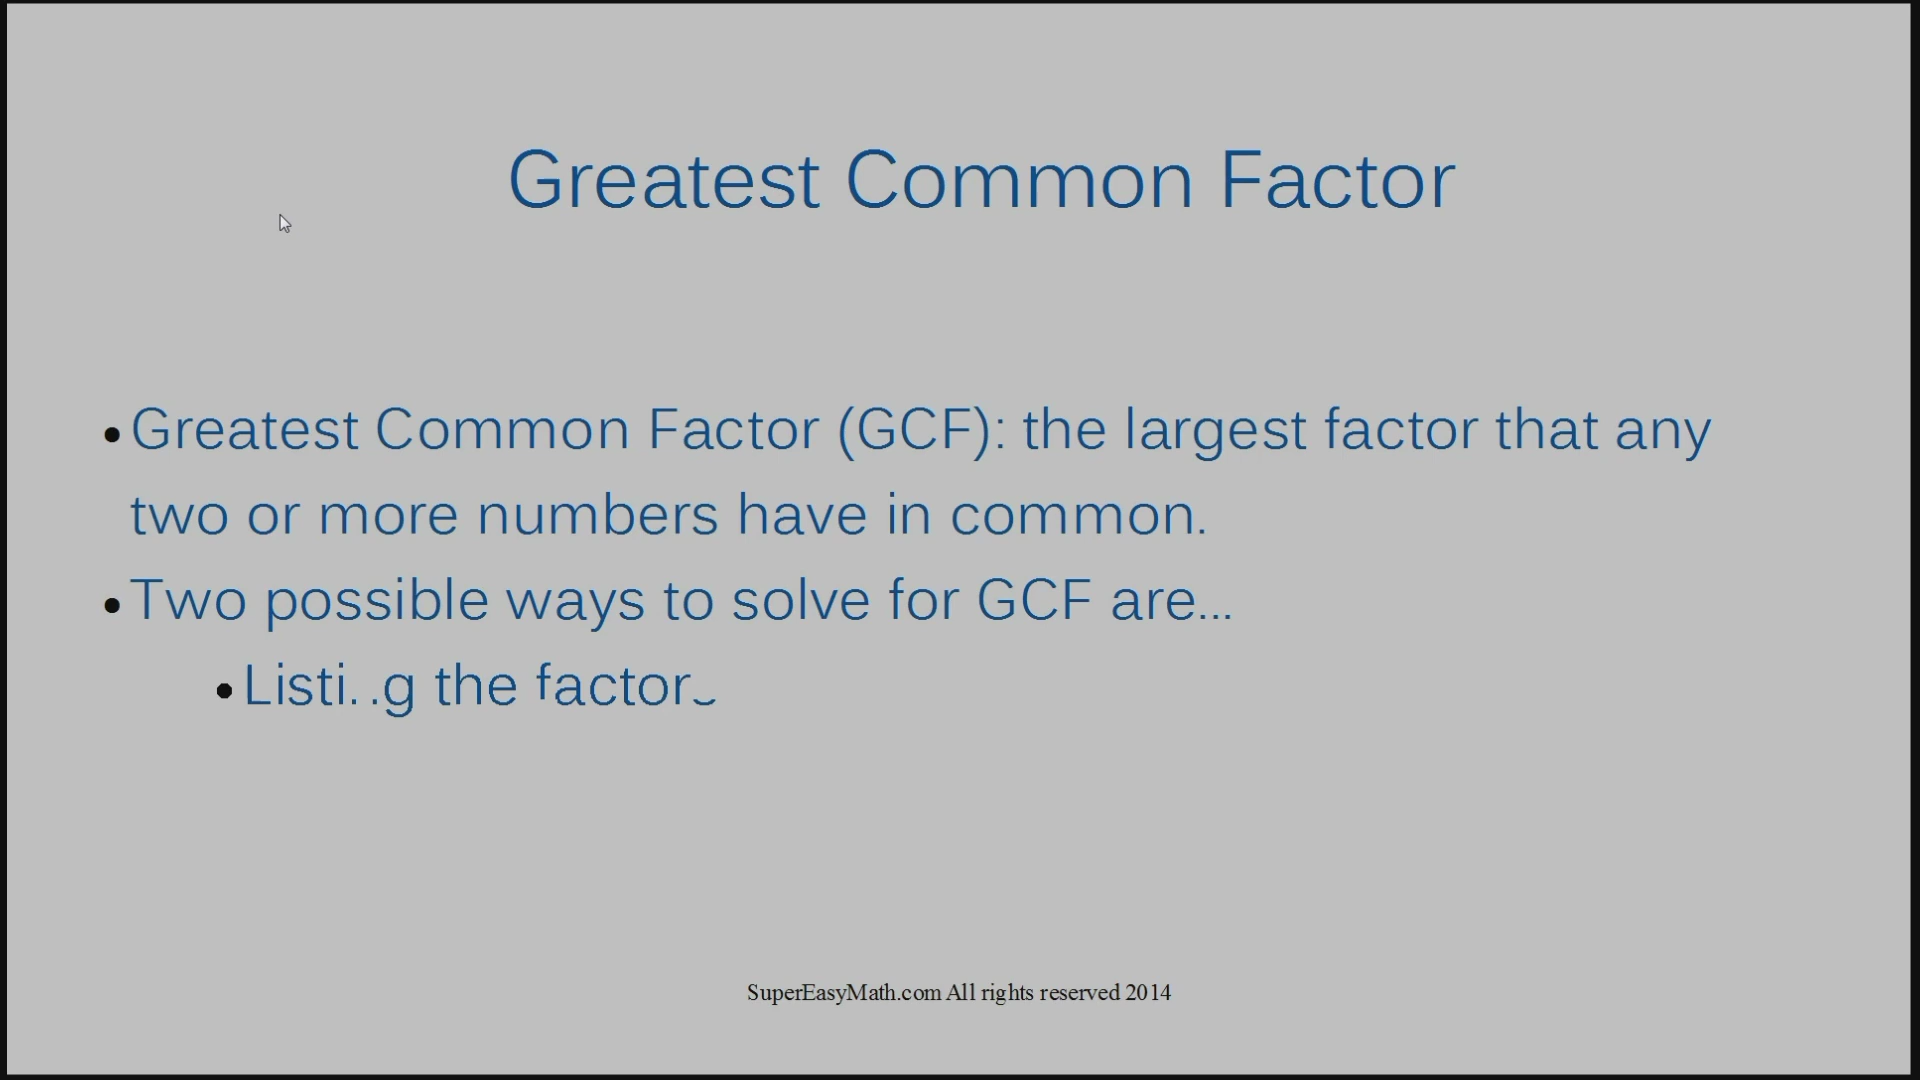 Greatest Common Factor
• Greatest Common Factor (GCF): the largest factor that any
two or more numbers have in common.
• Two possible ways to solve for GCF are...
• the
SuperEasyMath.com All rights reserved 2014